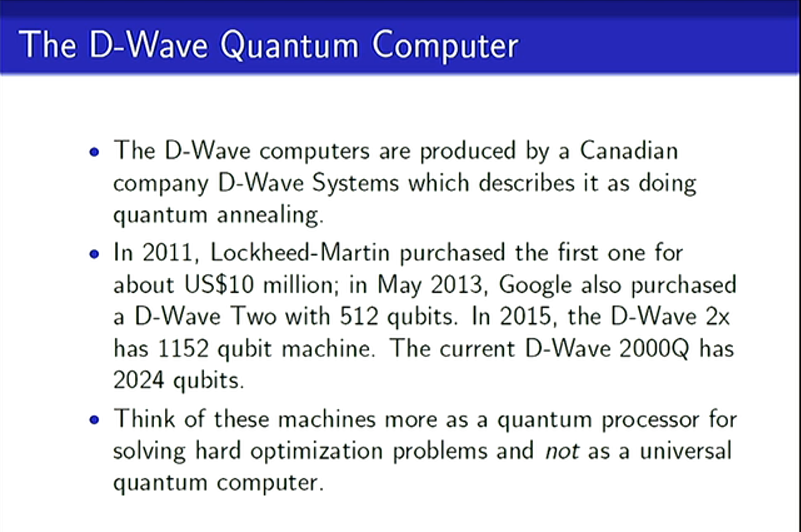 The D-Wave Quantum Computer
• The D-Wave computers are produced by a Canadian
company D-Wave Systems which describes it as doing
quantum annealing.
• In 2011, Lockheed-Martin purchased the first one for
about US$10 million; in May 2013, Google also purchased
a D-Wave Two with 512 qubits. In 2015, the D-Wave 2x
has 1152 qubit machine. The current D-Wave 2000Q has
2024 qubits.
• Think of these machines more as a quantum processor for
solving hard optimization problems and not as a universal
quantum computer.